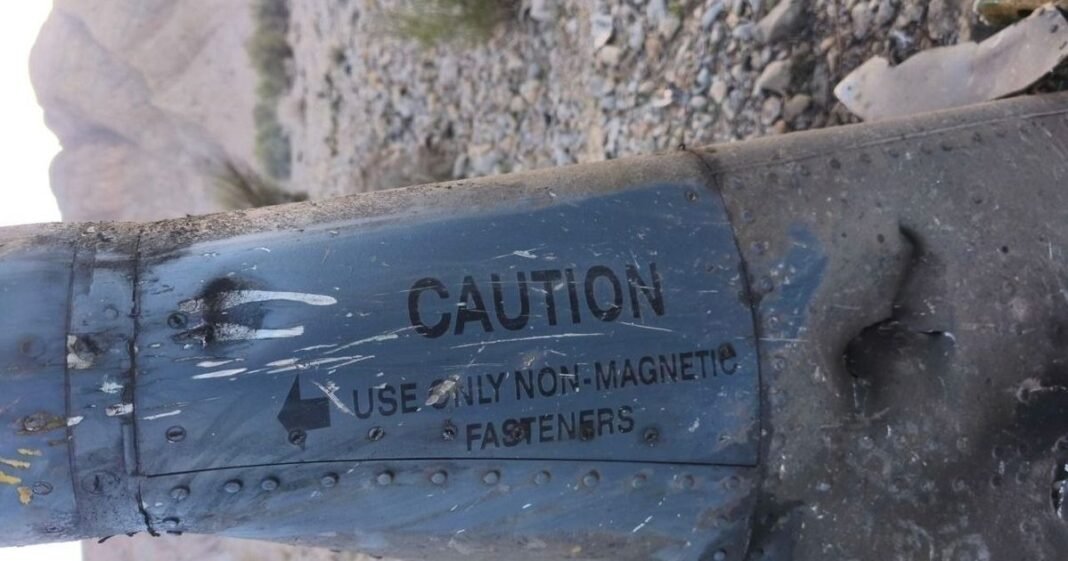 CAUTION
USE ONLY NON-MAGNETIC
FASTENERS